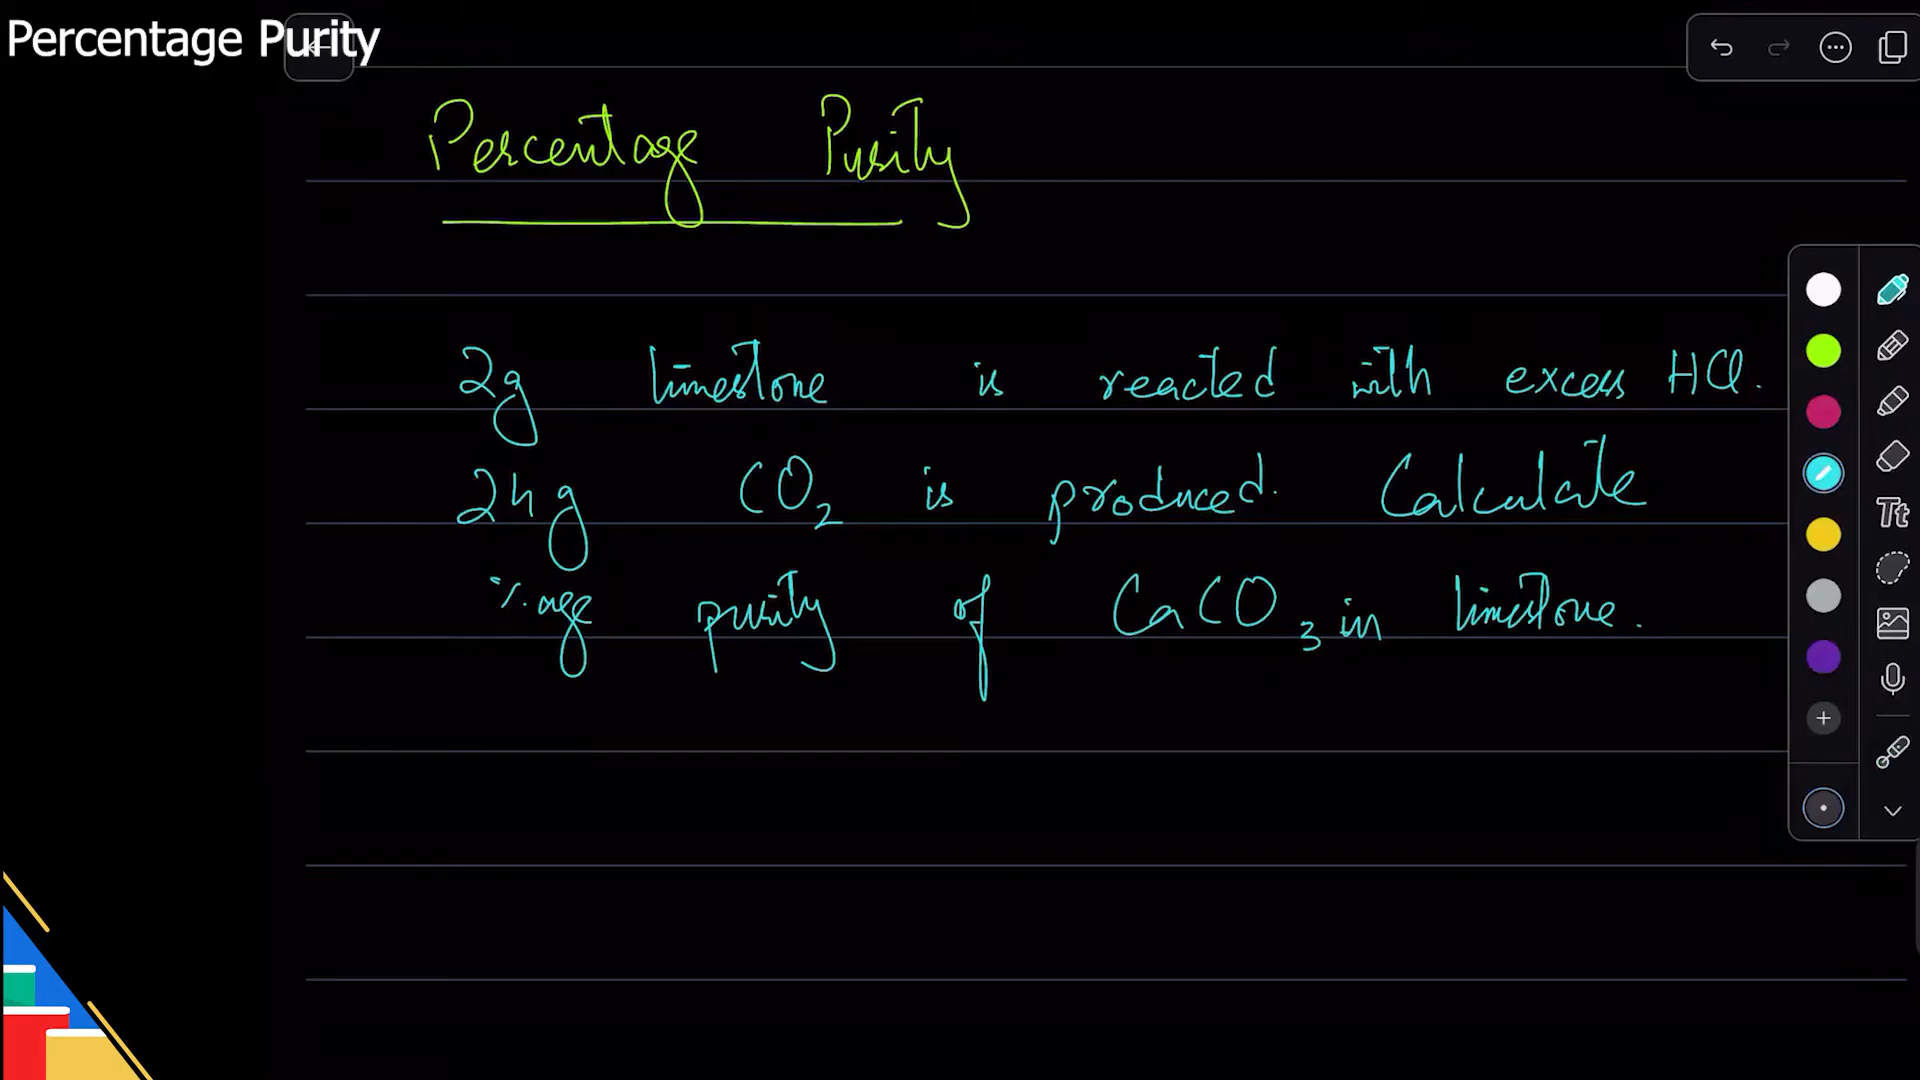 Percentage Purity
Percentage Purity
2g limestone is reacted with excess HCl.
24g CO2 is produced. Calculate
%age purity of CaCO3 in limestone.
Tt